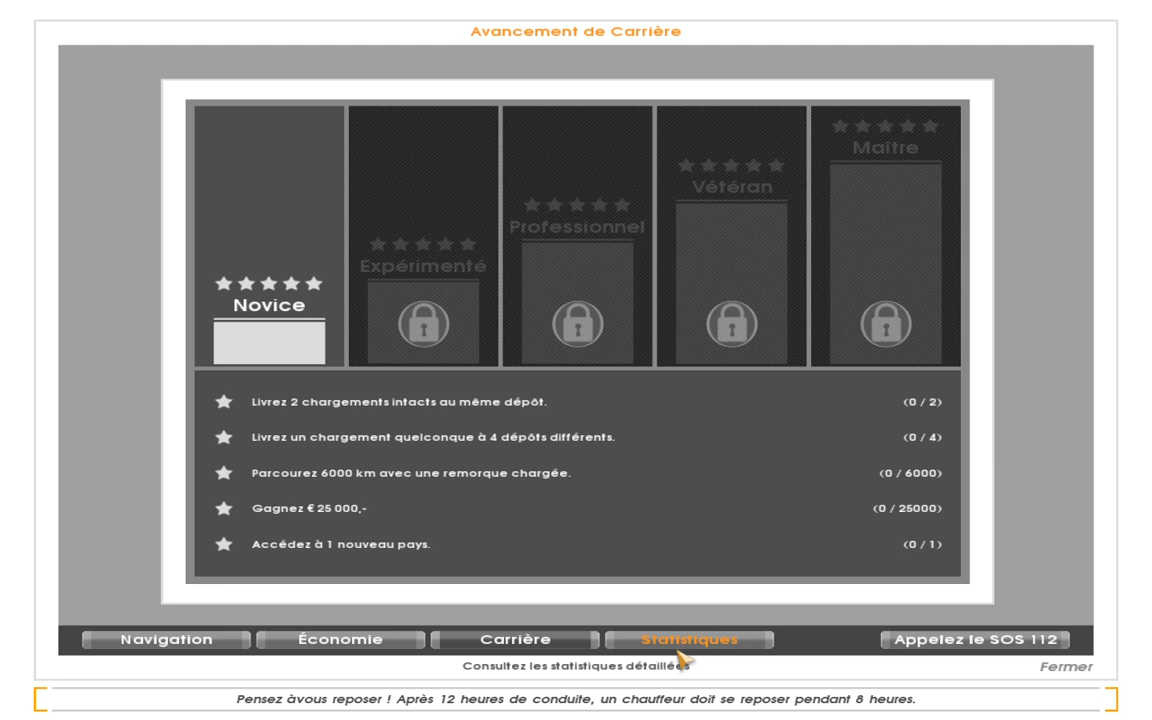 Avancement de Carrière
Maître
Vétéran
Professionnel
Expérimenté
Novice
Livrez 2 chargements intacts au même dépôt. (0 / 2)
Livrez un chargement quelconque à 4 dépôts différents. (0 / 4)
Parcourez 6000 km avec une remorque chargée. (0 / 6000)
Gagnez € 25 000,- (0 / 25000)
Accédez à 1 nouveau pays. (0 / 1)
Navigation Économie Carrière Statistiques Appelez le SOS 112
Consultez les statistiques détaillées Fermer
Pensez àvous reposer ! Après 12 heures de conduite, un chauffeur doit se reposer pendant 8 heures.